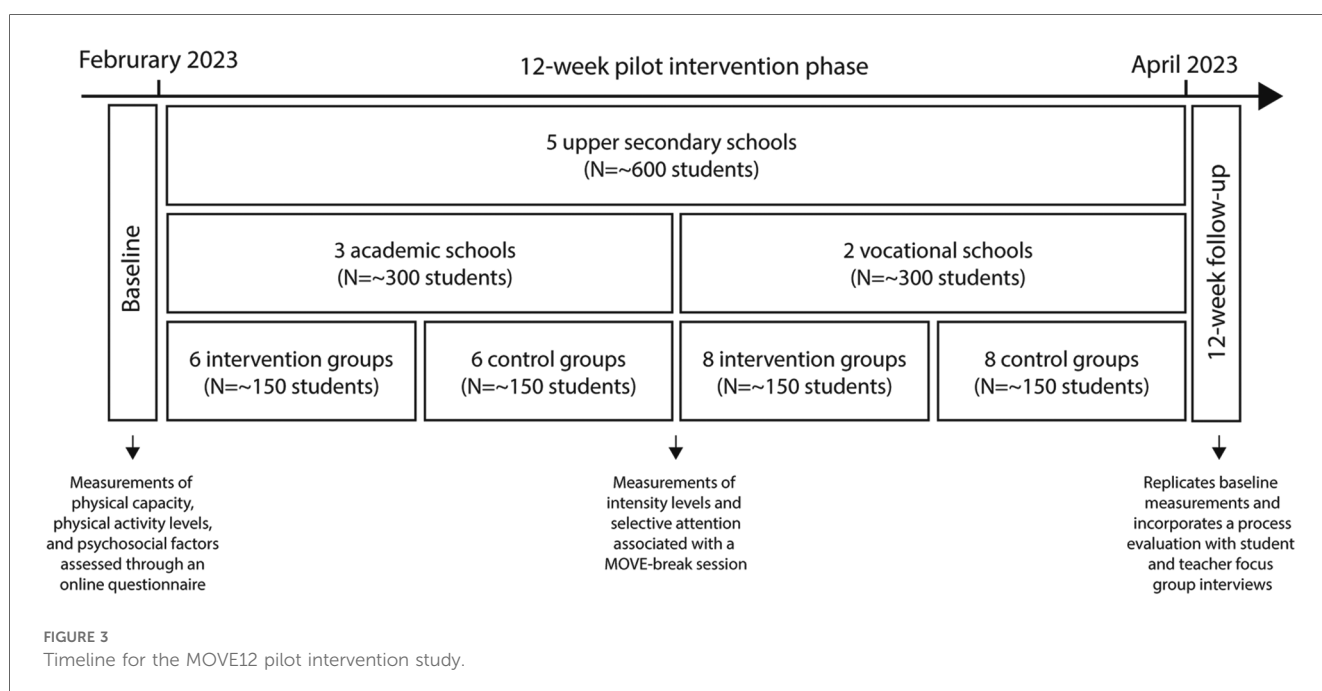 Februrary 2023
12-week pilot intervention phase
April 2023
Baseline
5 upper secondary schools
(N=~600 students)
3 academic schools
(N=~300 students)
2 vocational schools
(N=~300 students)
6 intervention groups
(N=~150 students)
6 control groups
(N=~150 students)
8 intervention groups
(N=~150 students)
8 control groups
(N=~150 students)
12-week follow-up
Measurements of
physical capacity,
physical activity levels,
and psychosocial factors
assessed through an
online questionnaire
Measurements of
intensity levels and
selective attention
associated with a
MOVE-break session
Replicates baseline
measurements and
incorporates a process
evaluation with student
and teacher focus
group interviews
FIGURE 3
Timeline for the MOVE12 pilot intervention study.